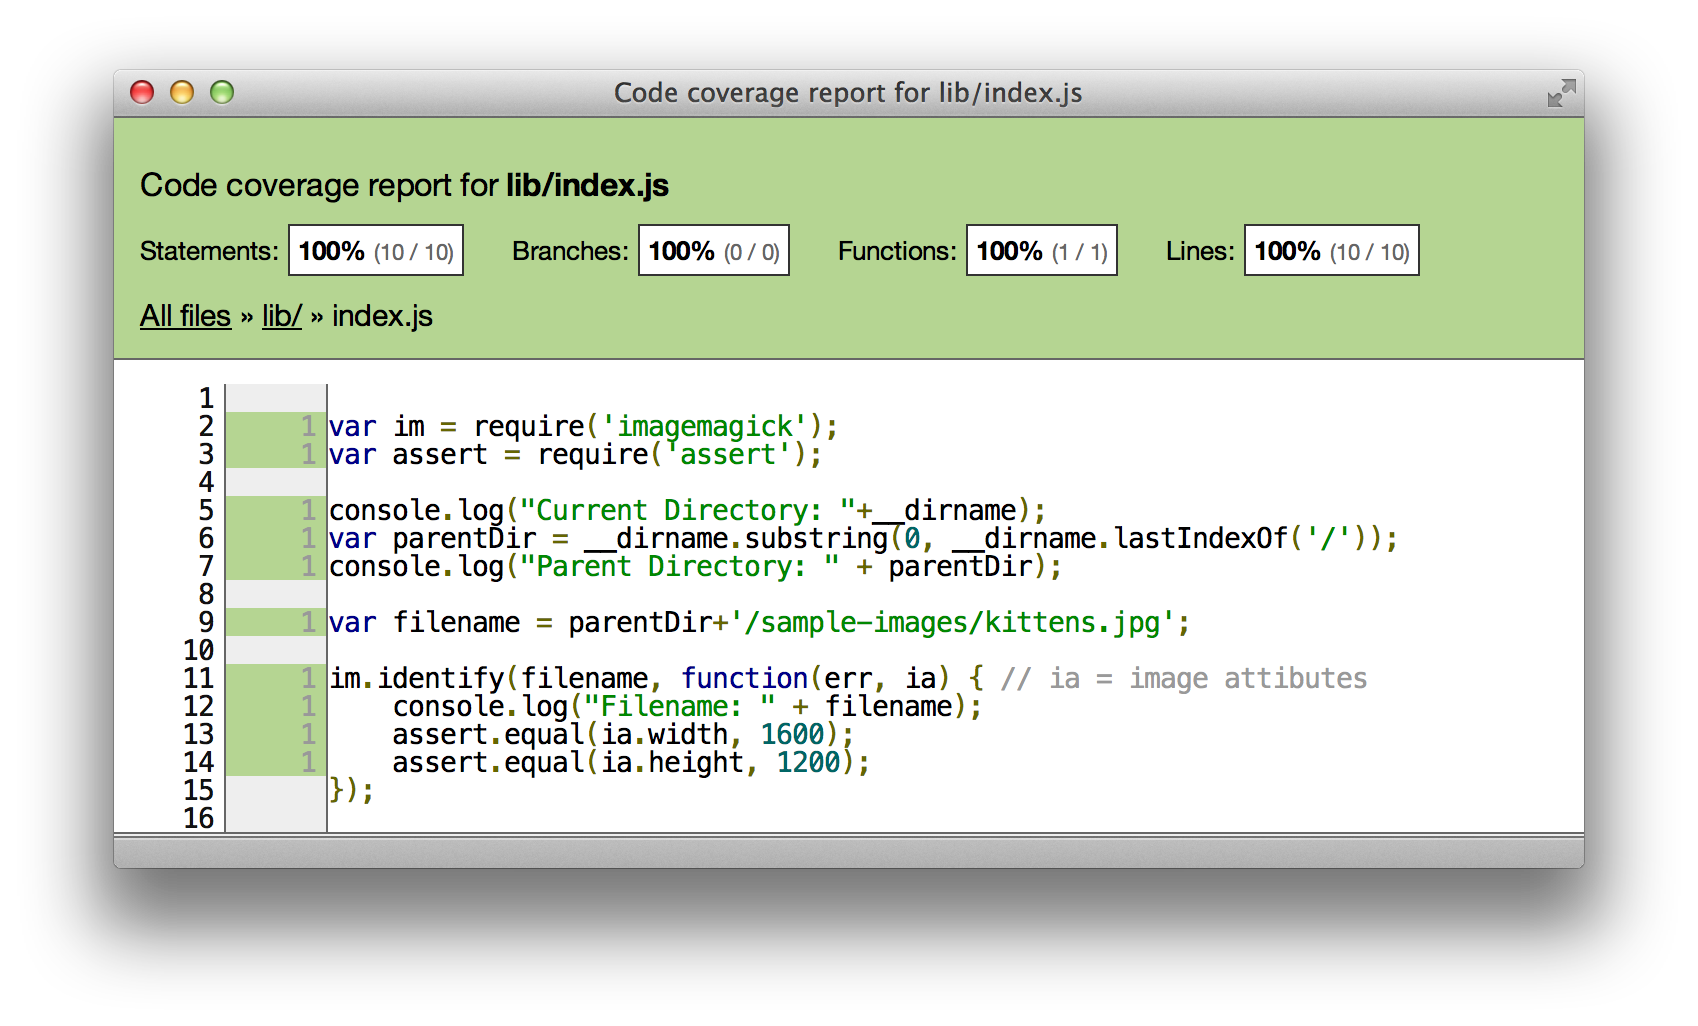 Code coverage report for lib/index.js
Code coverage report for lib/index.js
Statements: 100% (10 / 10) Branches: 100% (0 / 0) Functions: 100% (1 / 1) Lines: 100% (10 / 10)
All files » lib/ » index.js
1
2 1 var im = require('imagemagick');
3 1 var assert = require('assert');
4
5 1 console.log("Current Directory: "+__dirname);
6 1 var parentDir = __dirname.substring(0, __dirname.lastIndexOf('/'));
7 1 console.log("Parent Directory: " + parentDir);
8
9 1 var filename = parentDir+'/sample-images/kittens.jpg';
10
11 1 im.identify(filename, function(err, ia) { // ia = image attibutes
12 1     console.log("Filename: " + filename);
13 1     assert.equal(ia.width, 1600);
14 1     assert.equal(ia.height, 1200);
15 });
16